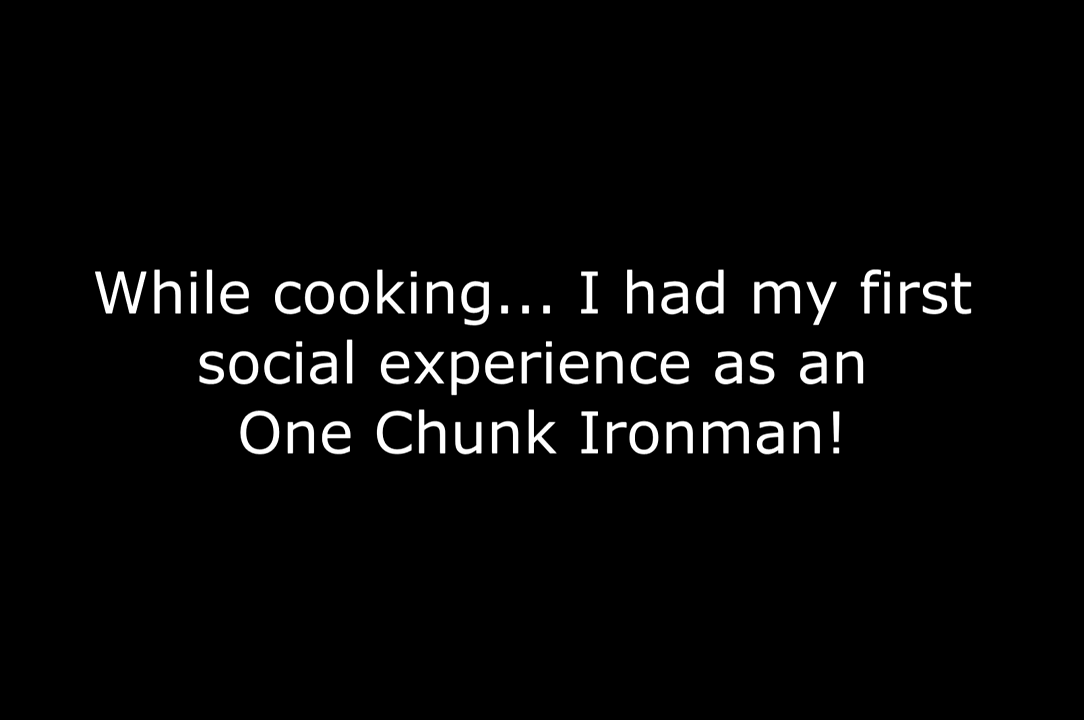 While cooking... I had my first
social experience as an
One Chunk Ironman!